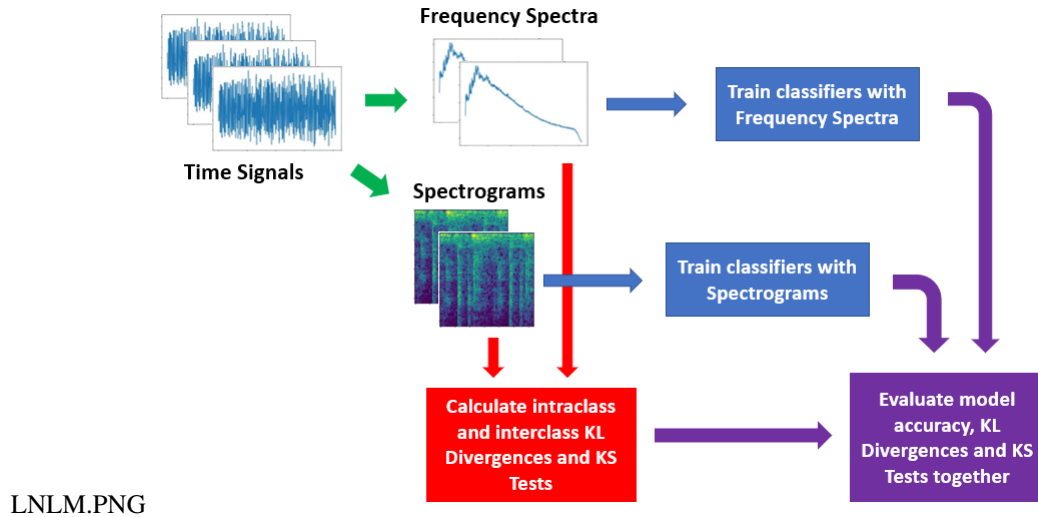 Frequency Spectra
Time Signals
Train classifiers with
Frequency Spectra
Spectrograms
Train classifiers with
Spectrograms
Calculate intraclass
and interclass KL
Divergences and KS
Tests
Evaluate model
accuracy, KL
Divergences and KS
Tests together
LNLM.PNG